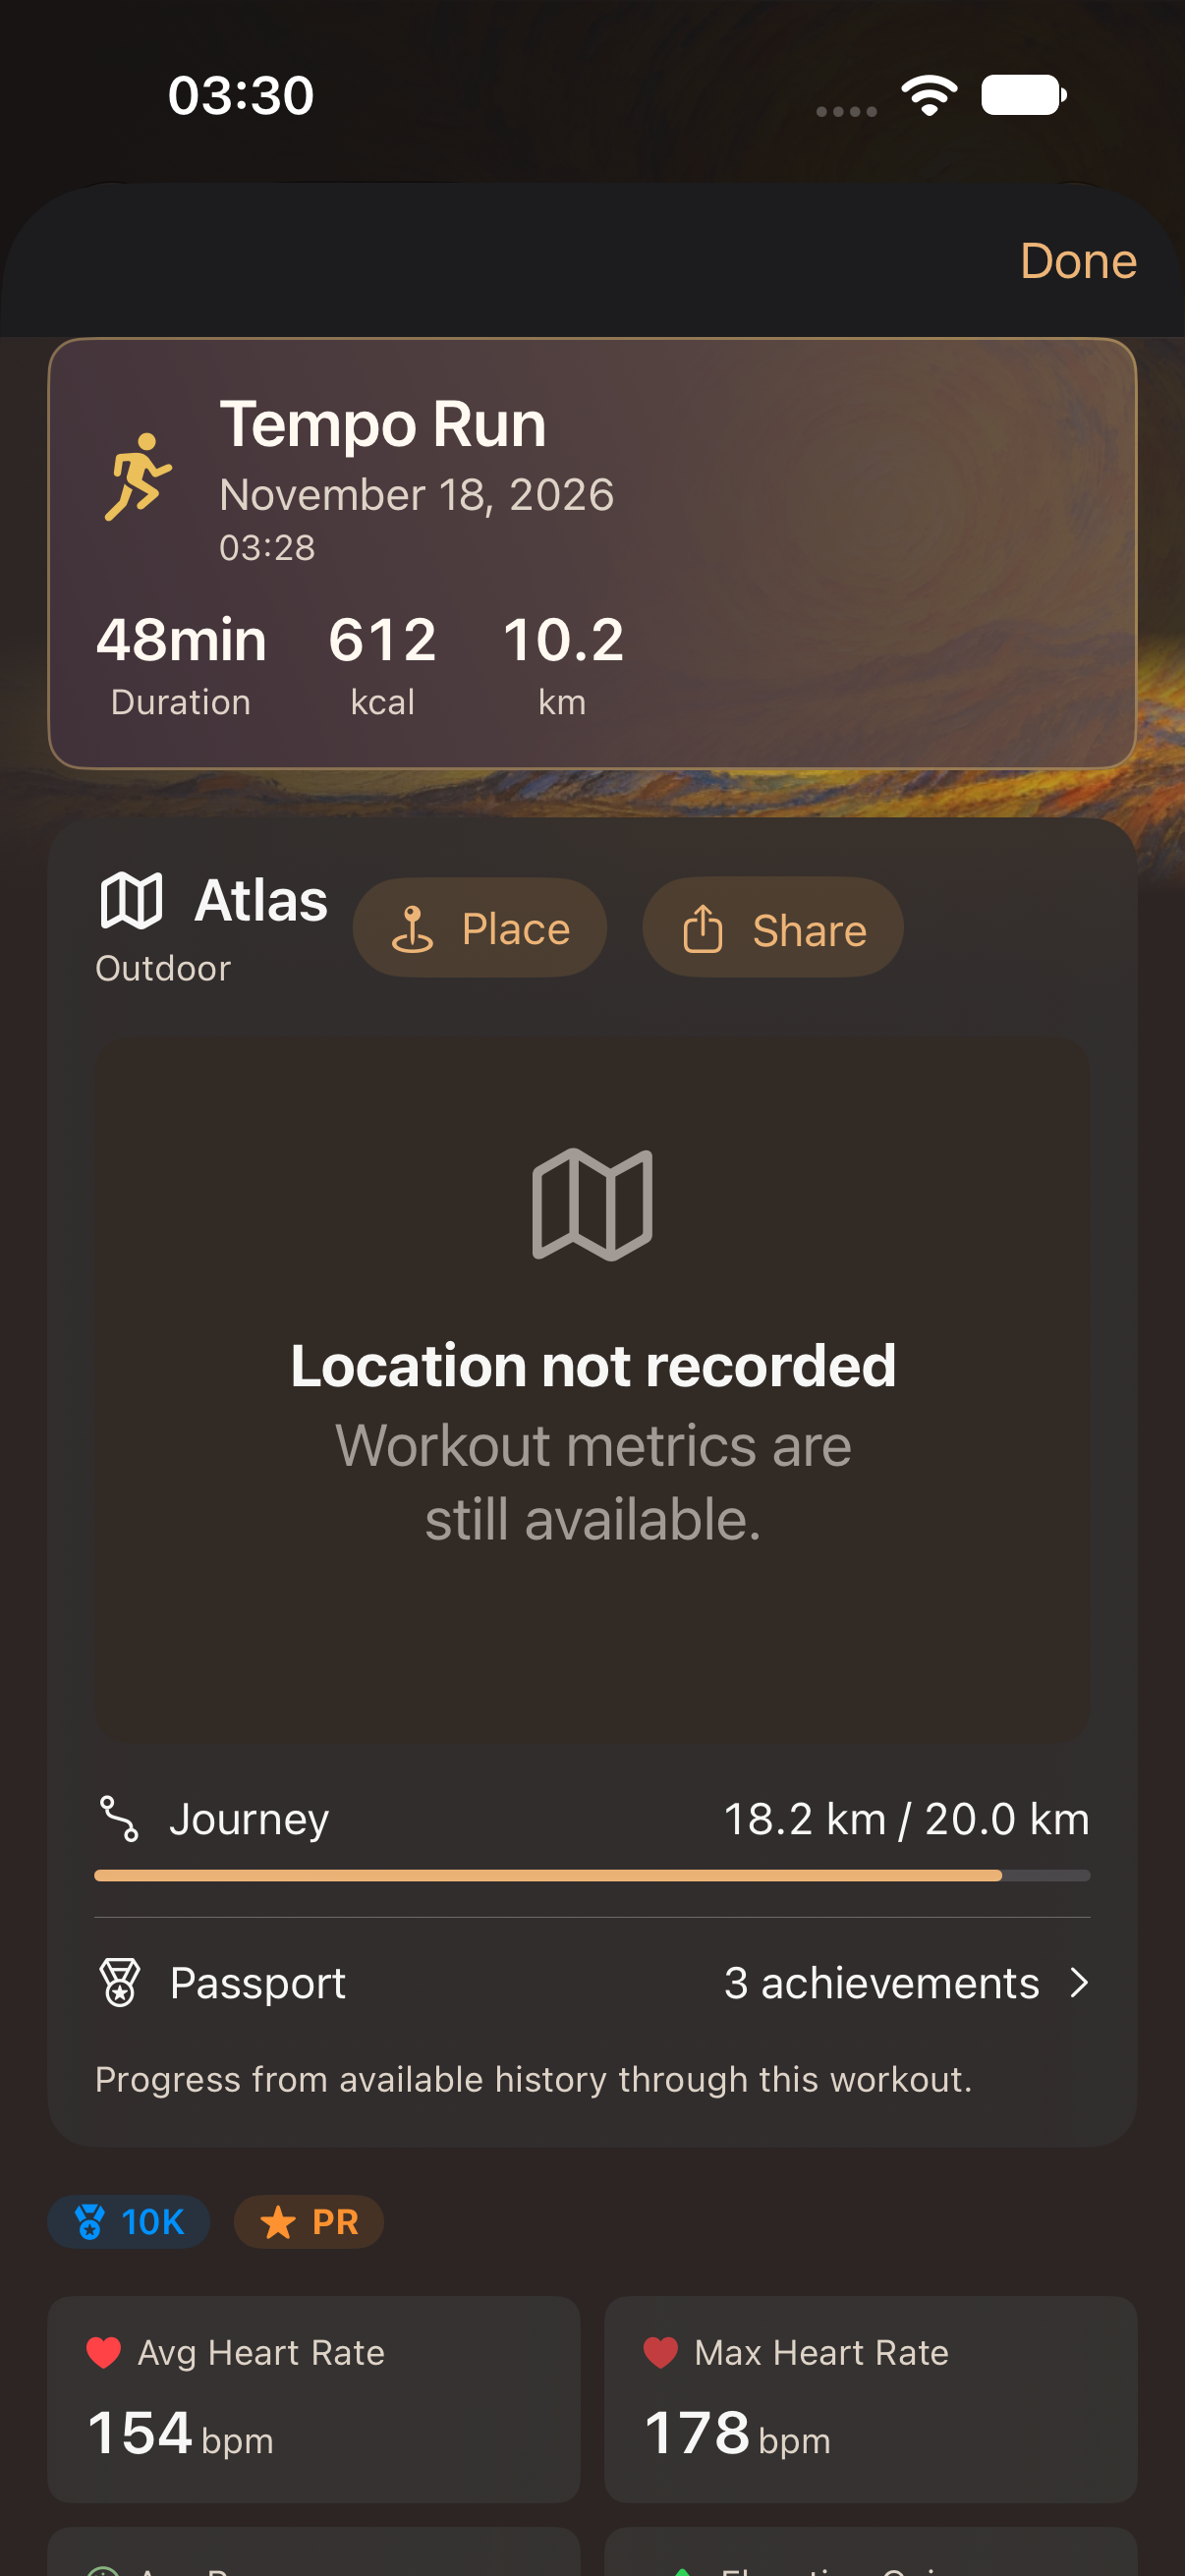 03:30
Done
Tempo Run
November 18, 2026
03:28
48min 612 10.2
Duration kcal km
Atlas
Outdoor
Place
Share
Location not recorded
Workout metrics are
still available.
Journey 18.2 km / 20.0 km
Passport 3 achievements
Progress from available history through this workout.
10K PR
Avg Heart Rate
154 bpm
Max Heart Rate
178 bpm